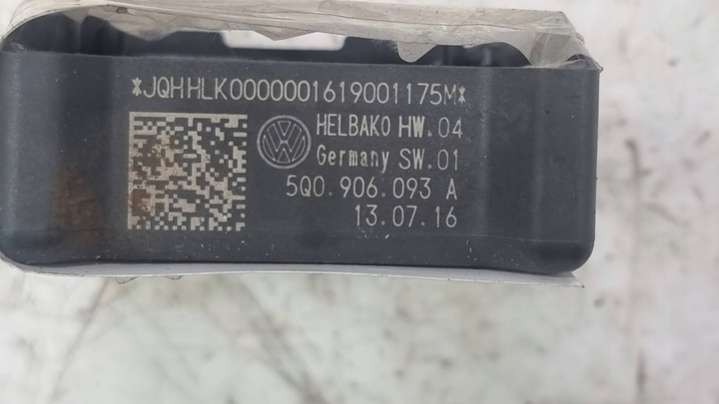 *JQHHLK0000001619001175M*
HELBAKO HW.04
Germany SW.01
5Q0.906.093 A
13.07.16